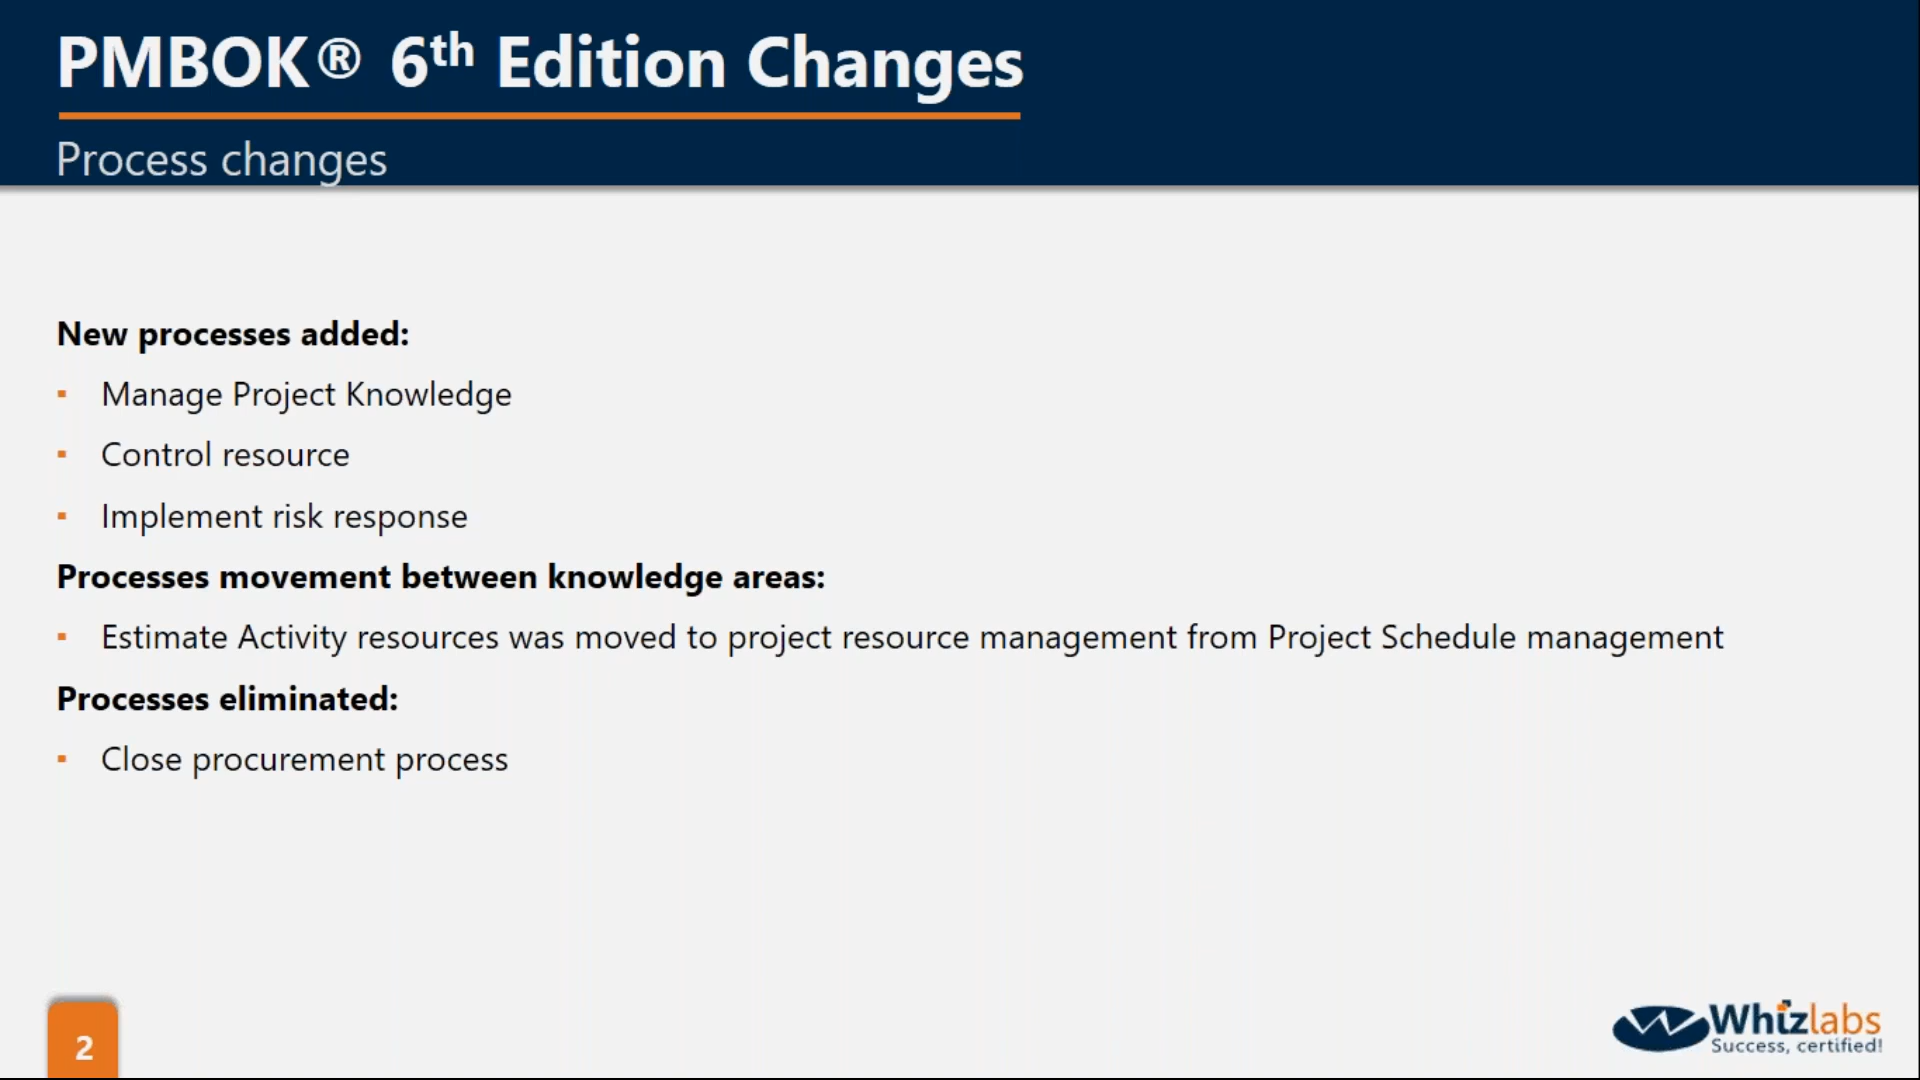 PMBOK® 6th Edition Changes
Process changes
New processes added:
▪ Manage Project Knowledge
▪ Control resource
▪ Implement risk response
Processes movement between knowledge areas:
▪ Estimate Activity resources was moved to project resource management from Project Schedule management
Processes eliminated:
▪ Close procurement process
2
Whizlabs
Success, certified!